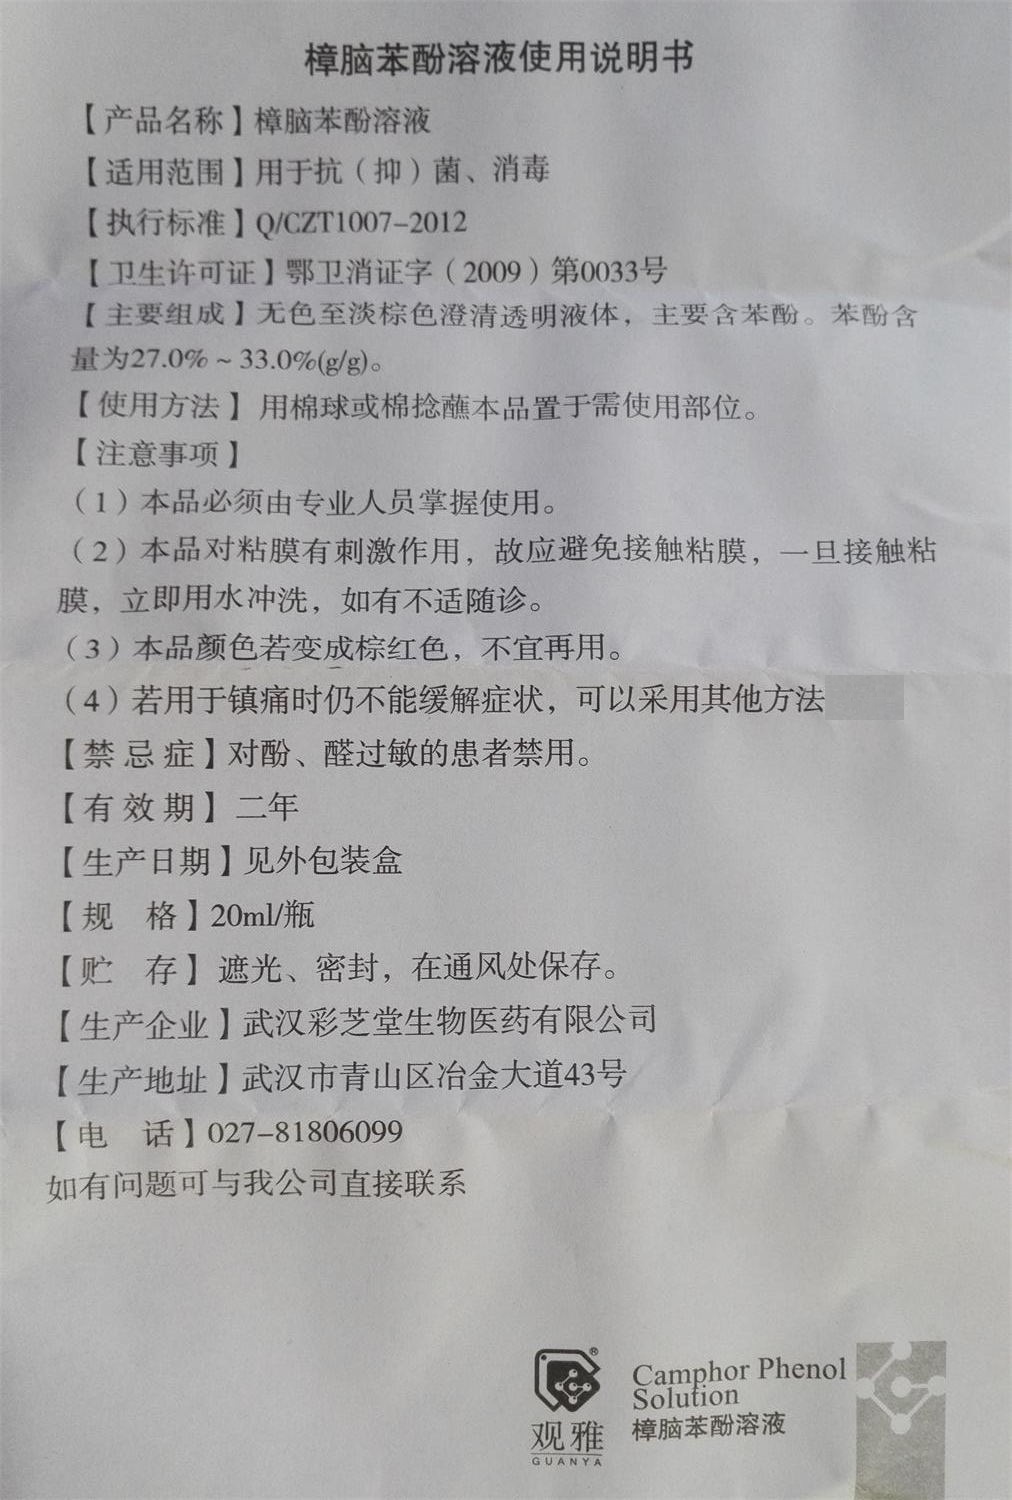 樟脑苯酚溶液使用说明书
【产品名称】樟脑苯酚溶液
【适用范围】用于抗（抑）菌、消毒
【执行标准】Q/CZT1007-2012
【卫生许可证】鄂卫消证字（2009）第0033号
【主要组成】无色至淡棕色澄清透明液体，主要含苯酚。苯酚含
量为27.0%～33.0%(g/g)。
【使用方法】用棉球或棉捻蘸本品置于需使用部位。
【注意事项】
（1）本品必须由专业人员掌握使用。
（2）本品对粘膜有刺激作用，故应避免接触粘膜，一旦接触粘
膜，立即用水冲洗，如有不适随诊。
（3）本品颜色若变成棕红色，不宜再用。
（4）若用于镇痛时仍不能缓解症状，可以采用其他方法
【禁忌症】对酚、醛过敏的患者禁用。
【有效期】二年
【生产日期】见外包装盒
【规 格】20ml/瓶
【贮 存】遮光、密封，在通风处保存。
【生产企业】武汉彩芝堂生物医药有限公司
【生产地址】武汉市青山区冶金大道43号
【电 话】027-81806099
如有问题可与我公司直接联系
观雅®
GUANYA
Camphor Phenol
Solution
樟脑苯酚溶液